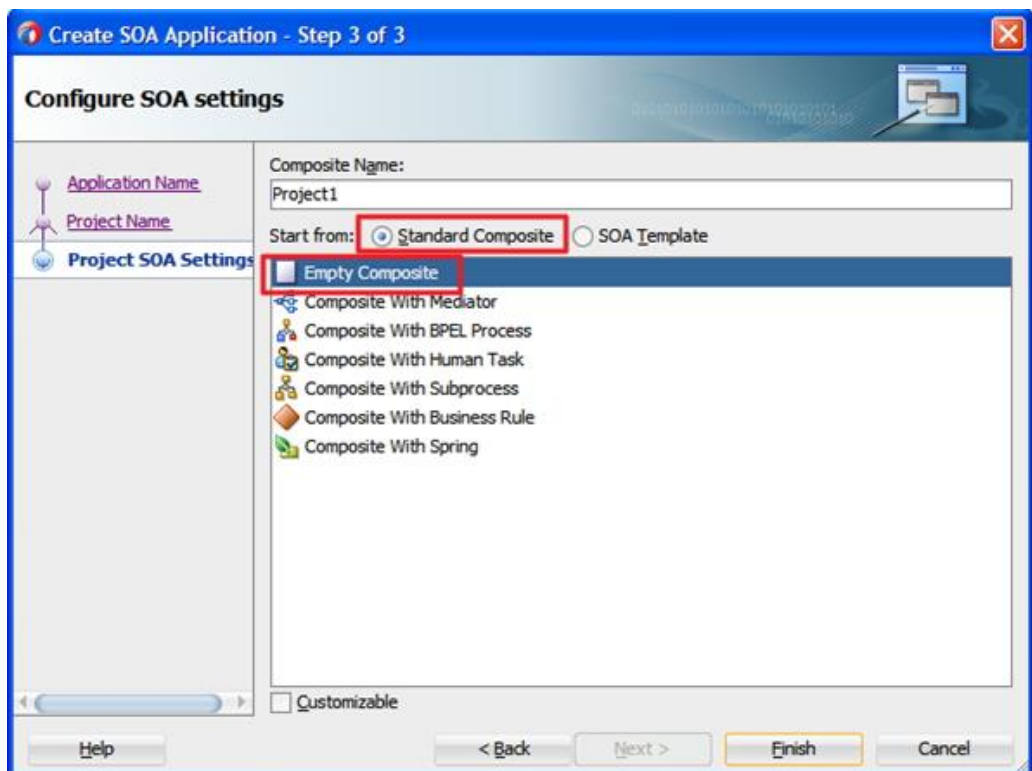 Create SOA Application - Step 3 of 3
Configure SOA settings
Application Name
Project Name
Project SOA Settings
Composite Name:
Project1
Start from: Standard Composite SOA Template
Empty Composite
Composite With Mediator
Composite With BPEL Process
Composite With Human Task
Composite With Subprocess
Composite With Business Rule
Composite With Spring
Customizable
Help < Back Next > Finish Cancel